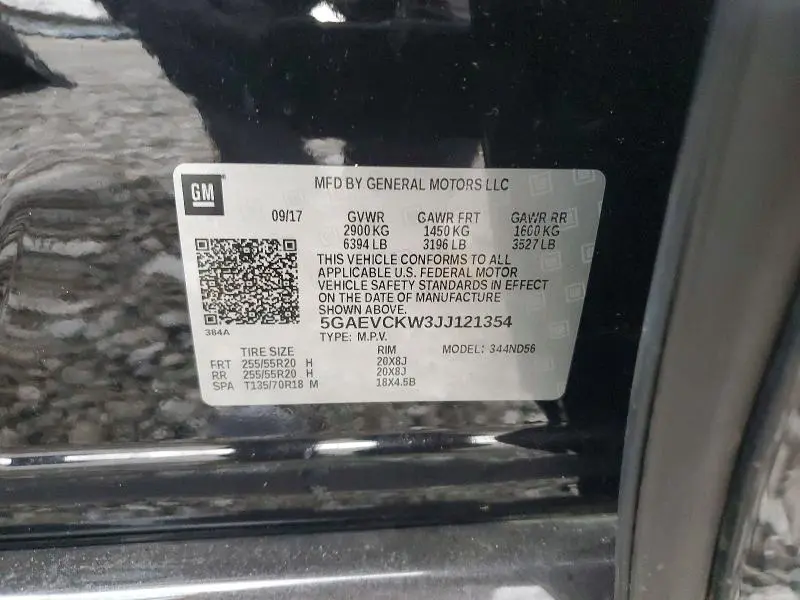 GM
MFD BY GENERAL MOTORS LLC
09/17 GVWR GAWR FRT GAWR RR
2900 KG 1450 KG 1600 KG
6394 LB 3196 LB 3527 LB
THIS VEHICLE CONFORMS TO ALL
APPLICABLE U.S. FEDERAL MOTOR
VEHICLE SAFETY STANDARDS IN EFFECT
ON THE DATE OF MANUFACTURE
SHOWN ABOVE.
384A
5GAEVCKW3JJ121354
TYPE: M.P.V.
TIRE SIZE RIM MODEL: 344ND56
FRT 255/55R20 H 20X8J
RR 255/55R20 H 20X8J
SPA T135/70R18 M 18X4.5B